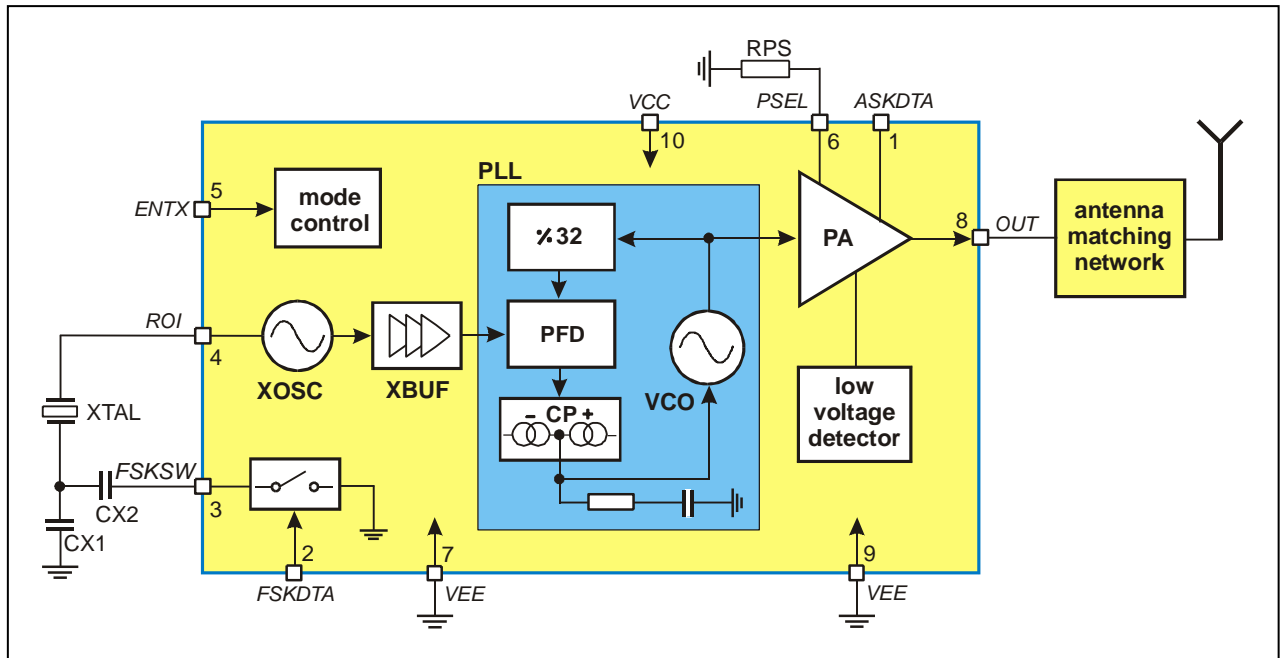 RPS
VCC
PSEL
ASKDTA
10
6
1
PLL
5
ENTX
mode
control
٪32
PA
8
OUT
antenna
matching
network
ROI
4
XOSC
XBUF
PFD
VCO
low
voltage
detector
XTAL
- CP +
FSKSW
3
CX2
CX1
2
FSKDTA
7
VEE
9
VEE